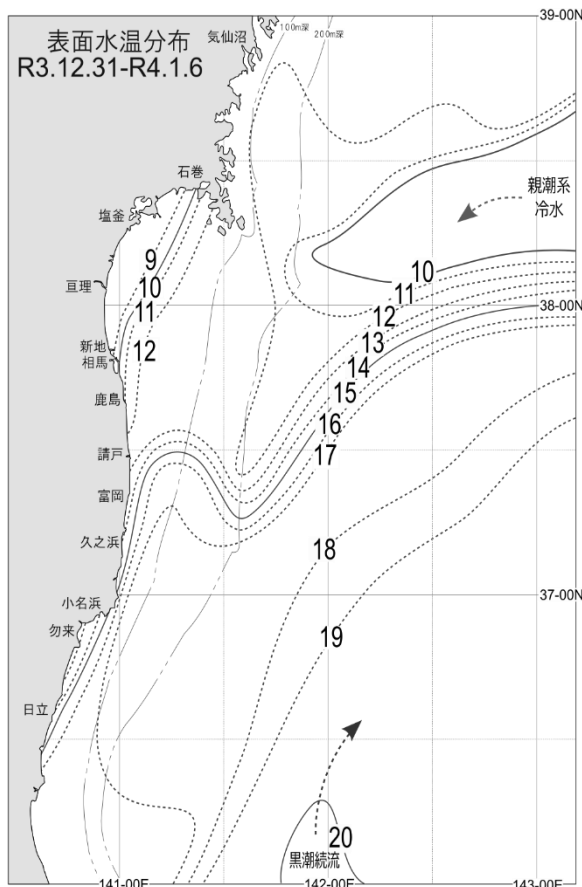 表面水温分布
R3.12.31-R4.1.6
気仙沼
100m深
200m深
39-00N
石巻
塩釜
親潮系
冷水
9
亘理
10
10
11
11
38-00N
12
12
新地
13
相馬
14
15
鹿島
16
請戸
17
富岡
久之浜
18
37-00N
小名浜
勿来
19
日立
20
黒潮続流
141-00E
142-00E
143-00E